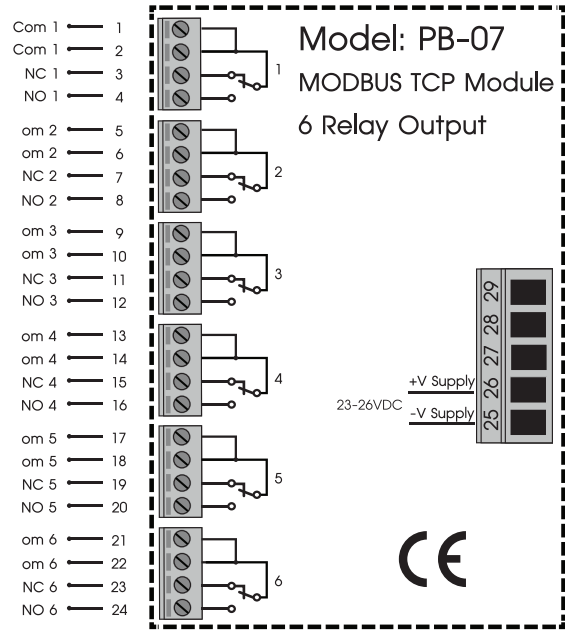 Com 1 1
Com 1 2
NC 1 3
NO 1 4
om 2 5
om 2 6
NC 2 7
NO 2 8
om 3 9
om 3 10
NC 3 11
NO 3 12
om 4 13
om 4 14
NC 4 15
NO 4 16
om 5 17
om 5 18
NC 5 19
NO 5 20
om 6 21
om 6 22
NC 6 23
NO 6 24
1
2
3
4
5
6
Model: PB-07
MODBUS TCP Module
6 Relay Output
29
28
27
+V Supply 26
23-26VDC
-V Supply 25
CE